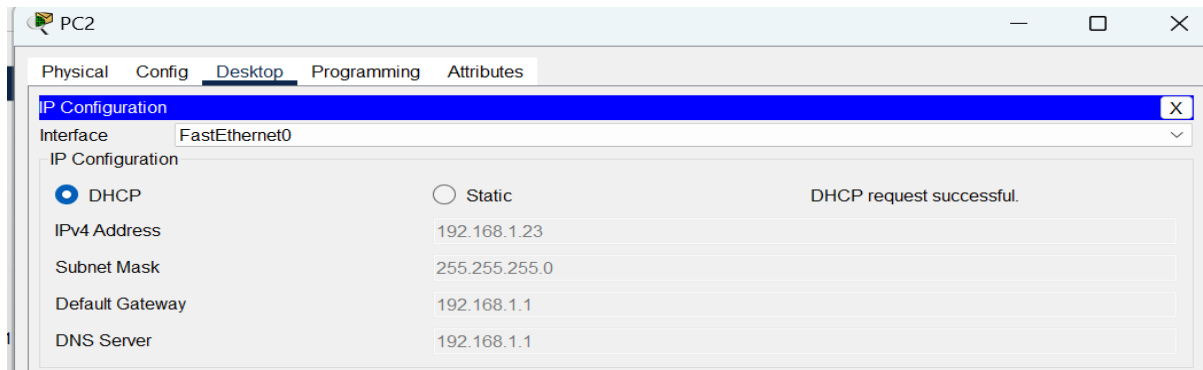 PC2
Physical Config Desktop Programming Attributes
IP Configuration X
Interface FastEthernet0
IP Configuration
DHCP Static DHCP request successful.
IPv4 Address 192.168.1.23
Subnet Mask 255.255.255.0
Default Gateway 192.168.1.1
DNS Server 192.168.1.1